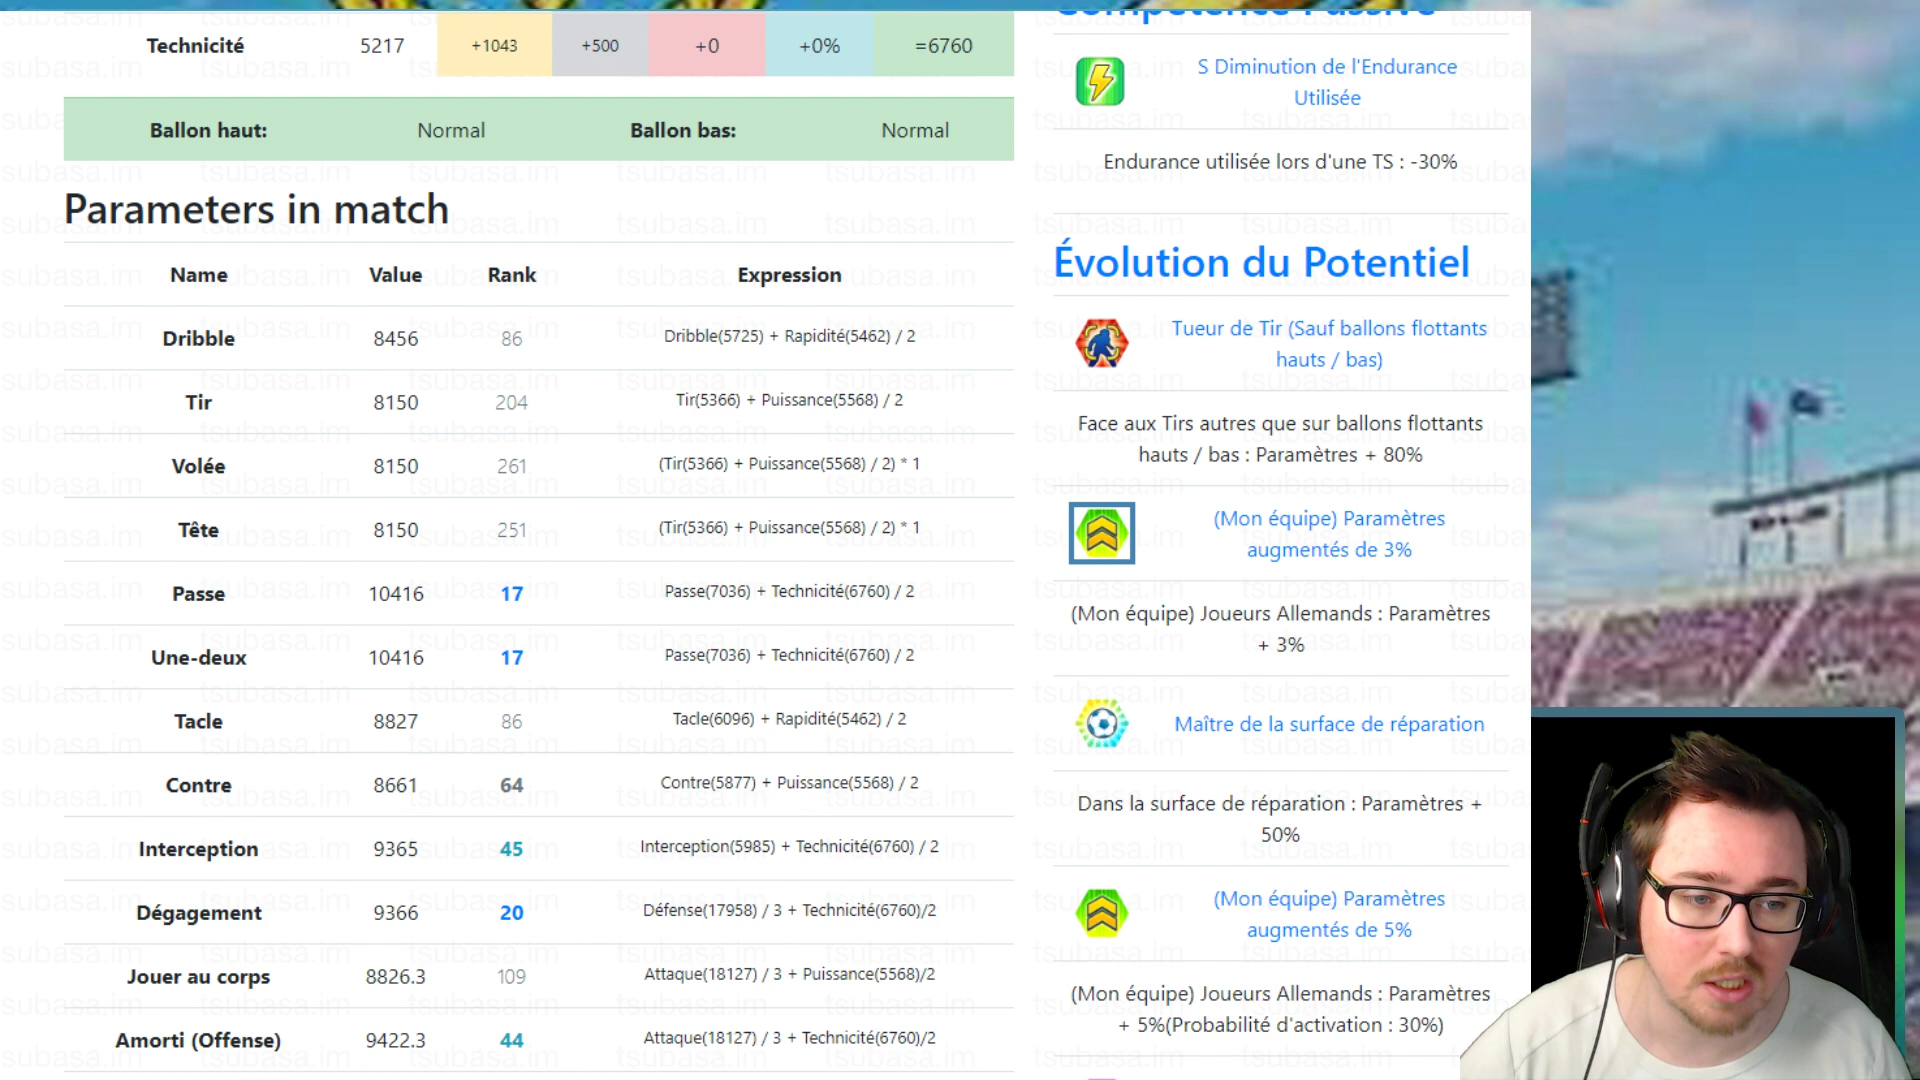 Technicité 5217 +1043 +500 +0 +0% =6760
Ballon haut: Normal Ballon bas: Normal
Parameters in match
Name Value Rank Expression
Dribble 8456 86 Dribble(5725) + Rapidité(5462) / 2
Tir 8150 204 Tir(5366) + Puissance(5568) / 2
Volée 8150 261 (Tir(5366) + Puissance(5568) / 2) * 1
Tête 8150 251 (Tir(5366) + Puissance(5568) / 2) * 1
Passe 10416 17 Passe(7036) + Technicité(6760) / 2
Une-deux 10416 17 Passe(7036) + Technicité(6760) / 2
Tacle 8827 86 Tacle(6096) + Rapidité(5462) / 2
Contre 8661 64 Contre(5877) + Puissance(5568) / 2
Interception 9365 45 Interception(5985) + Technicité(6760) / 2
Dégagement 9366 20 Défense(17958) / 3 + Technicité(6760)/2
Jouer au corps 8826.3 109 Attaque(18127) / 3 + Puissance(5568)/2
Amorti (Offense) 9422.3 44 Attaque(18127) / 3 + Technicité(6760)/2
Compétence Passive
S Diminution de l'Endurance
Utilisée
Endurance utilisée lors d'une TS : -30%
Évolution du Potentiel
Tueur de Tir (Sauf ballons flottants
hauts / bas)
Face aux Tirs autres que sur ballons flottants
hauts / bas : Paramètres + 80%
(Mon équipe) Paramètres
augmentés de 3%
(Mon équipe) Joueurs Allemands : Paramètres
+ 3%
Maître de la surface de réparation
Dans la surface de réparation : Paramètres +
50%
(Mon équipe) Paramètres
augmentés de 5%
(Mon équipe) Joueurs Allemands : Paramètres
+ 5%(Probabilité d'activation : 30%)
tsubasa.im